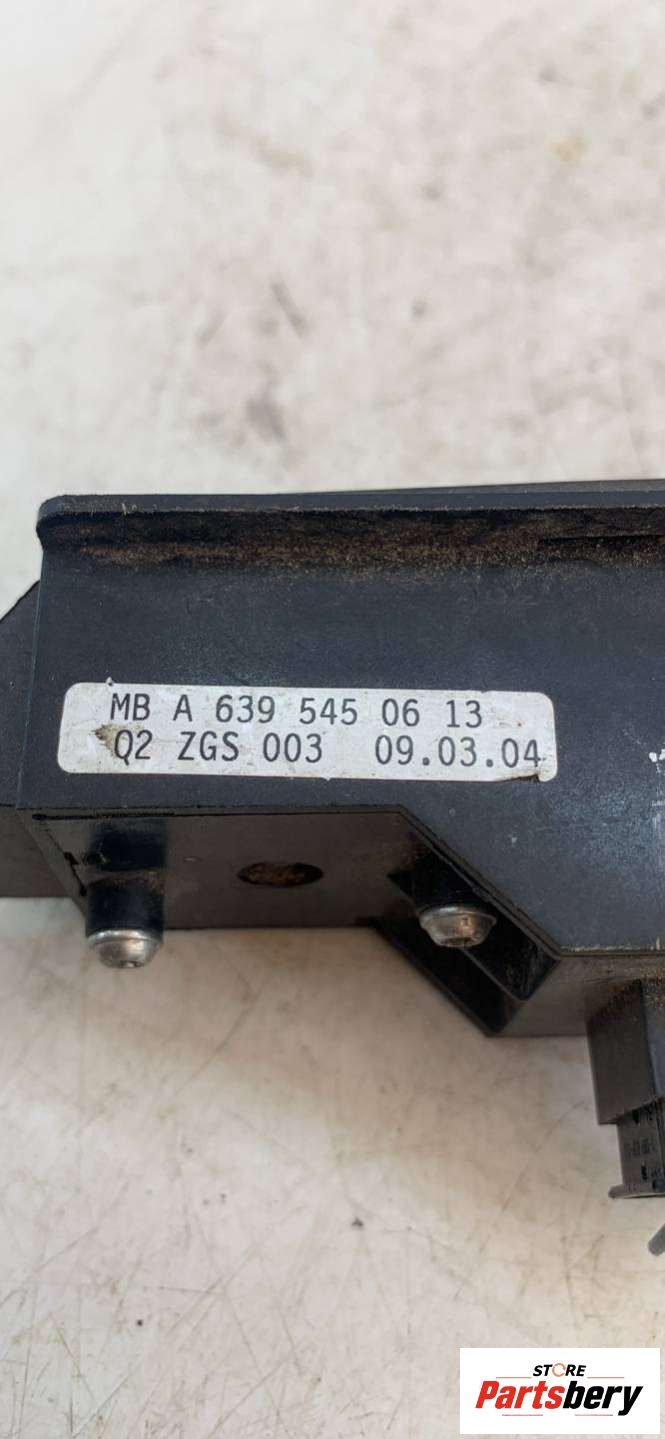 MB A 639 545 06 13
Q2 ZGS 003 09.03.04
STORE
Partsbery